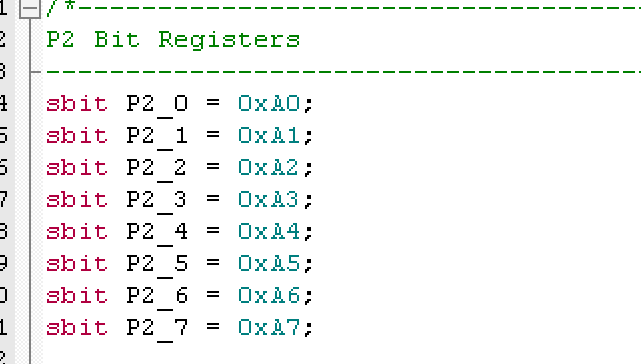 1 /*-------------------------------------
2 P2 Bit Registers
3 --------------------------------------
4 sbit P2_0 = 0xA0;
5 sbit P2_1 = 0xA1;
6 sbit P2_2 = 0xA2;
7 sbit P2_3 = 0xA3;
8 sbit P2_4 = 0xA4;
9 sbit P2_5 = 0xA5;
0 sbit P2_6 = 0xA6;
1 sbit P2_7 = 0xA7;
2